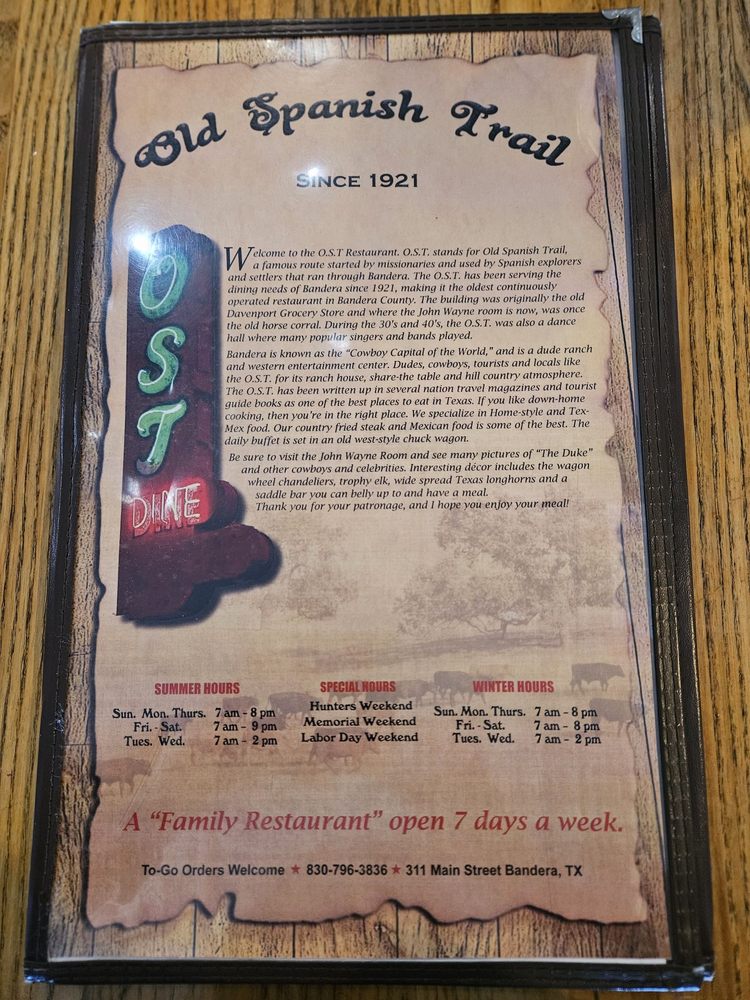 Old Spanish Trail
SINCE 1921
OST
DINE
Welcome to the O.S.T Restaurant. O.S.T. stands for Old Spanish Trail,
a famous route started by missionaries and used by Spanish explorers
and settlers that ran through Bandera. The O.S.T. has been serving the
dining needs of Bandera since 1921, making it the oldest continuously
operated restaurant in Bandera County. The building was originally the old
Davenport Grocery Store and where the John Wayne room is now, was once
the old horse corral. During the 30's and 40's, the O.S.T. was also a dance
hall where many popular singers and bands played.
Bandera is known as the "Cowboy Capital of the World," and is a dude ranch
and western entertainment center. Dudes, cowboys, tourists and locals like
the O.S.T. for its ranch house, share-the table and hill country atmosphere.
The O.S.T. has been written up in several nation travel magazines and tourist
guide books as one of the best places to eat in Texas. If you like down-home
cooking, then you're in the right place. We specialize in Home-style and Tex-
Mex food. Our country fried steak and Mexican food is some of the best. The
daily buffet is set in an old west-style chuck wagon.
Be sure to visit the John Wayne Room and see many pictures of "The Duke"
and other cowboys and celebrities. Interesting décor includes the wagon
wheel chandeliers, trophy elk, wide spread Texas longhorns and a
saddle bar you can belly up to and have a meal.
Thank you for your patronage, and I hope you enjoy your meal!
SUMMER HOURS
Sun. Mon. Thurs. 7 am - 8 pm
Fri. - Sat. 7 am - 9 pm
Tues. Wed. 7 am - 2 pm
SPECIAL HOURS
Hunters Weekend
Memorial Weekend
Labor Day Weekend
WINTER HOURS
Sun. Mon. Thurs. 7 am - 8 pm
Fri. - Sat. 7 am - 8 pm
Tues. Wed. 7 am - 2 pm
A "Family Restaurant" open 7 days a week.
To-Go Orders Welcome ★ 830-796-3836 ★ 311 Main Street Bandera, TX